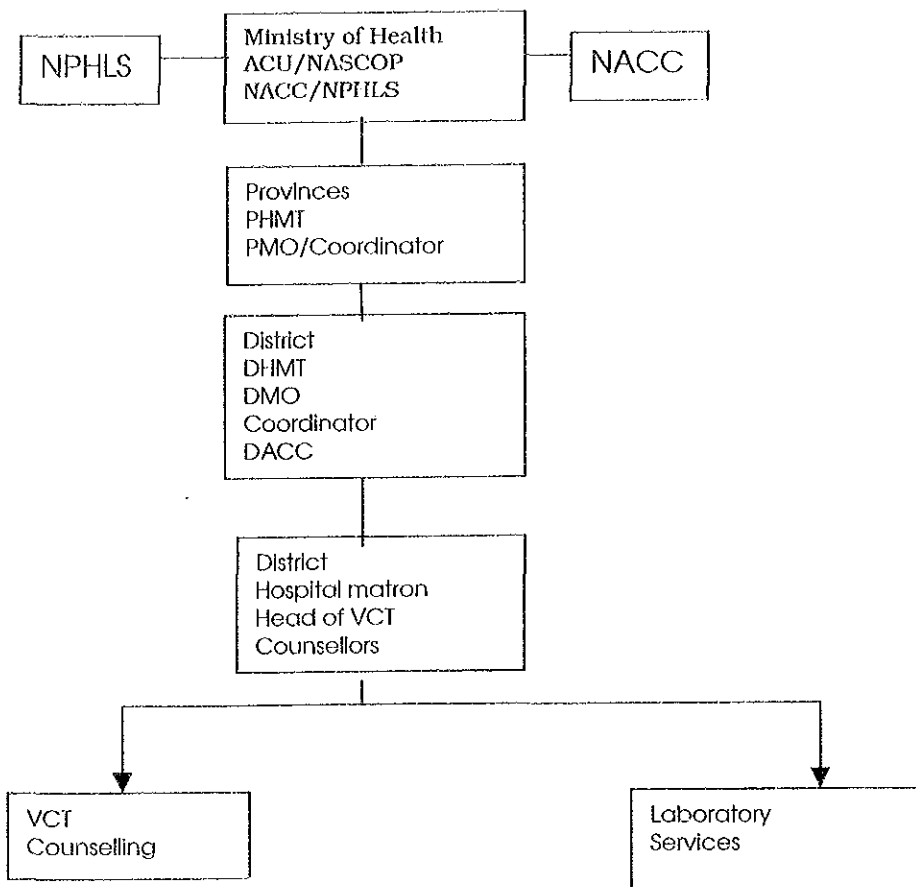 NPHLS
Ministry of Health
ACU/NASCOP
NACC/NPHLS
NACC
Provinces
PHMT
PMO/Coordinator
District
DHMT
DMO
Coordinator
DACC
District
Hospital matron
Head of VCT
Counsellors
VCT
Counselling
Laboratory
Services